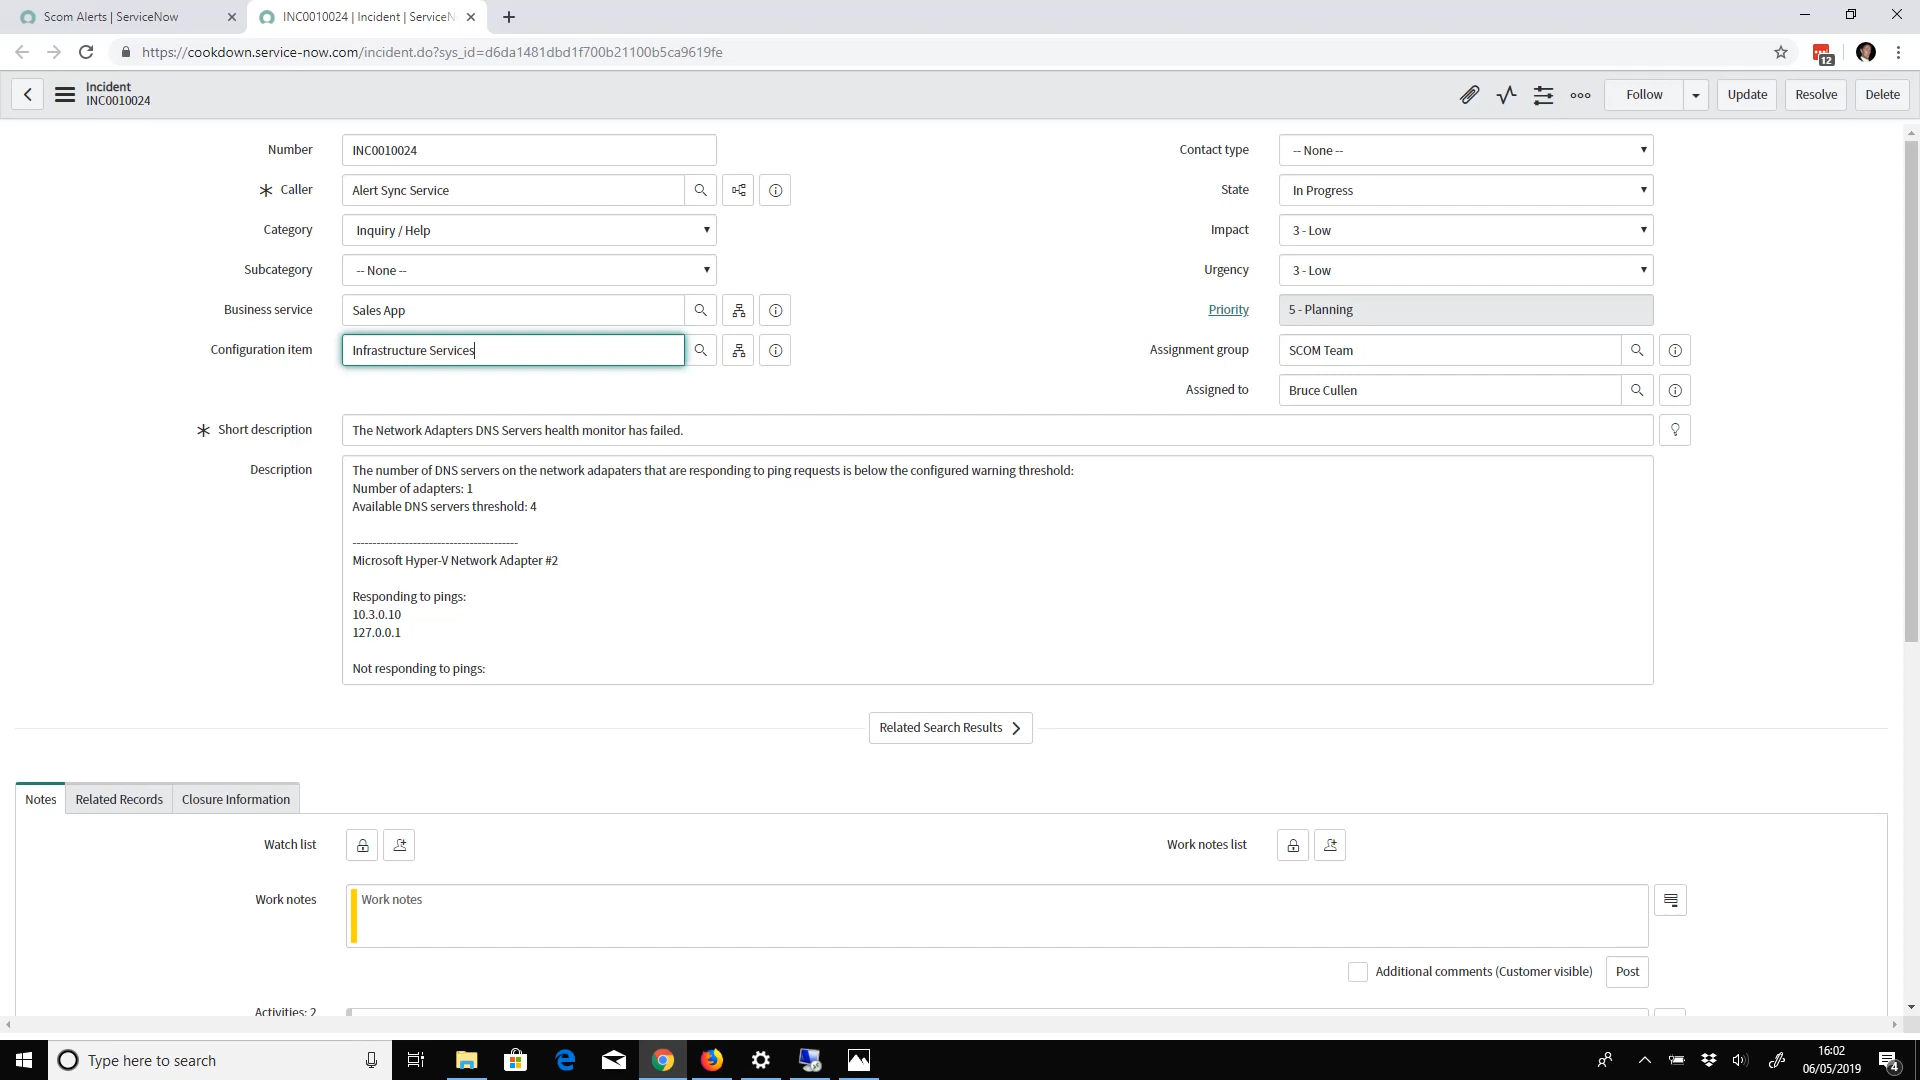 Scom Alerts | ServiceNow
INC0010024 | Incident | ServiceN
https://cookdown.service-now.com/incident.do?sys_id=d6da1481dbd1f700b21100b5ca9619fe
12
Incident
INC0010024
Follow
Update
Resolve
Delete
Number
INC0010024
Contact type
-- None --
Caller
Alert Sync Service
State
In Progress
Category
Inquiry / Help
Impact
3 - Low
Subcategory
-- None --
Urgency
3 - Low
Business service
Sales App
Priority
5 - Planning
Configuration item
Infrastructure Services
Assignment group
SCOM Team
Assigned to
Bruce Cullen
Short description
The Network Adapters DNS Servers health monitor has failed.
Description
The number of DNS servers on the network adapaters that are responding to ping requests is below the configured warning threshold:
Number of adapters: 1
Available DNS servers threshold: 4
------------------------------------------
Microsoft Hyper-V Network Adapter #2
Responding to pings:
10.3.0.10
127.0.0.1
Not responding to pings:
Related Search Results
Notes
Related Records
Closure Information
Watch list
Work notes list
Work notes
Work notes
Additional comments (Customer visible)
Post
Activities: 2
Type here to search
16:02
06/05/2019
4